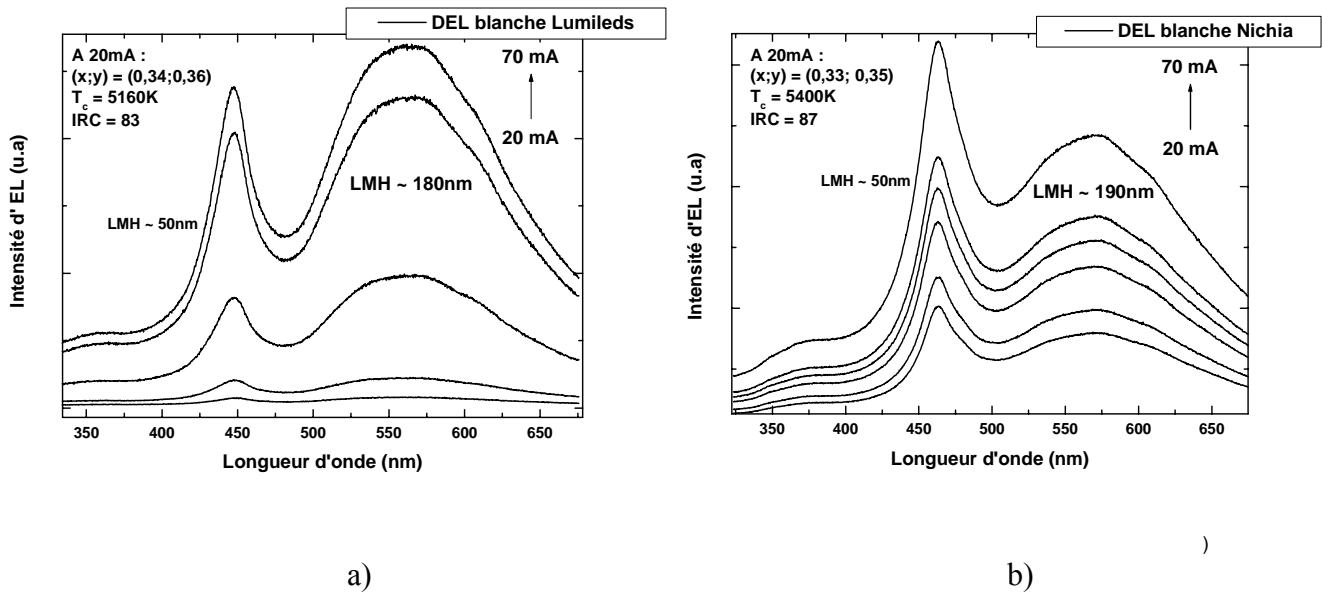 DEL blanche Lumileds
A 20mA :
(x;y) = (0,34;0,36)
Tc = 5160K
IRC = 83
70 mA
20 mA
LMH ~ 180nm
LMH ~ 50nm
Intensité d' EL (u.a)
350 400 450 500 550 600 650
Longueur d'onde (nm)
a)
DEL blanche Nichia
A 20mA :
(x;y) = (0,33; 0,35)
Tc = 5400K
IRC = 87
70 mA
20 mA
LMH ~ 50nm
LMH ~ 190nm
Intensité d'EL (u.a)
350 400 450 500 550 600 650
Longueur d'onde (nm)
)
b)